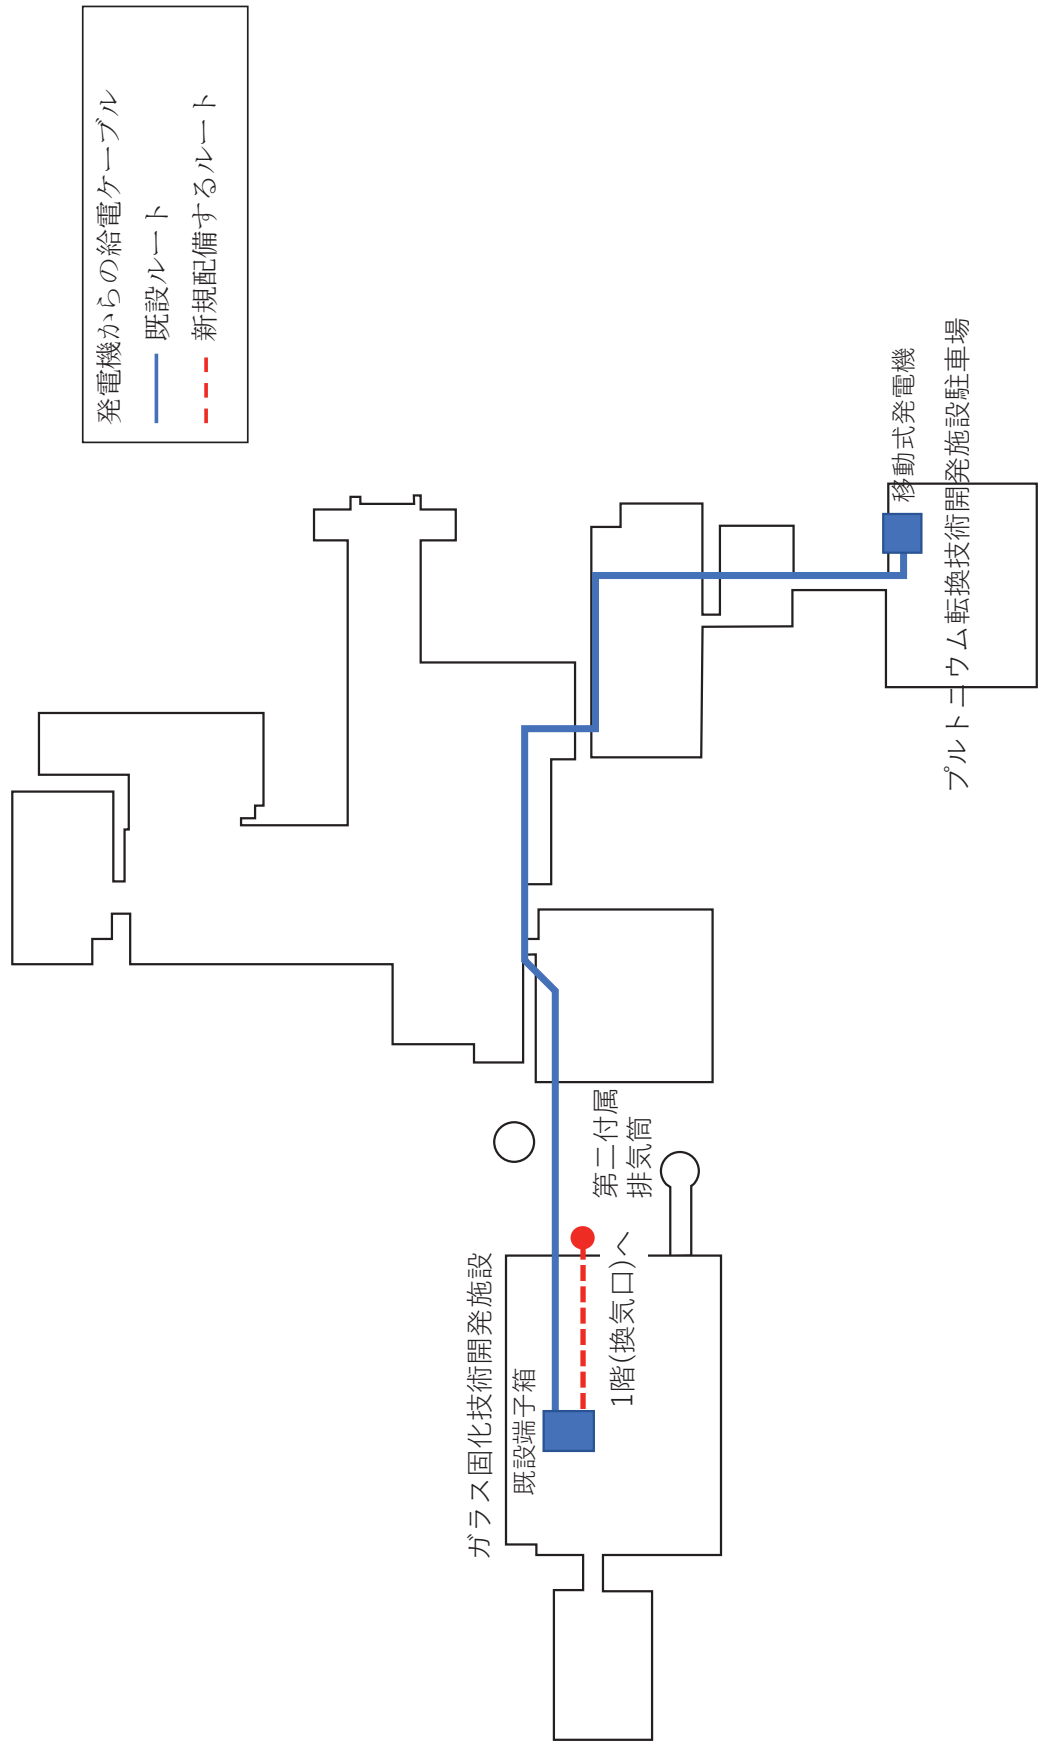 発電機からの給電ケーブル
既設ルート
新規配備するルート
移動式発電機
プルトニウム転換技術開発施設駐車場
第二付属
排気筒
ガラス固化技術開発施設
既設端子箱
1階(換気口)へ